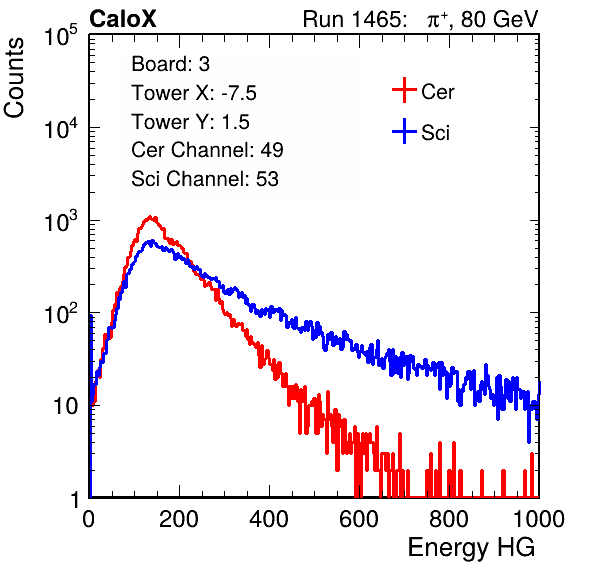 CaloX Run 1465: π⁺, 80 GeV
Counts
10⁵
10⁴
10³
10²
10
1
Board: 3
Tower X: -7.5
Tower Y: 1.5
Cer Channel: 49
Sci Channel: 53
Cer
Sci
0 200 400 600 800 1000
Energy HG